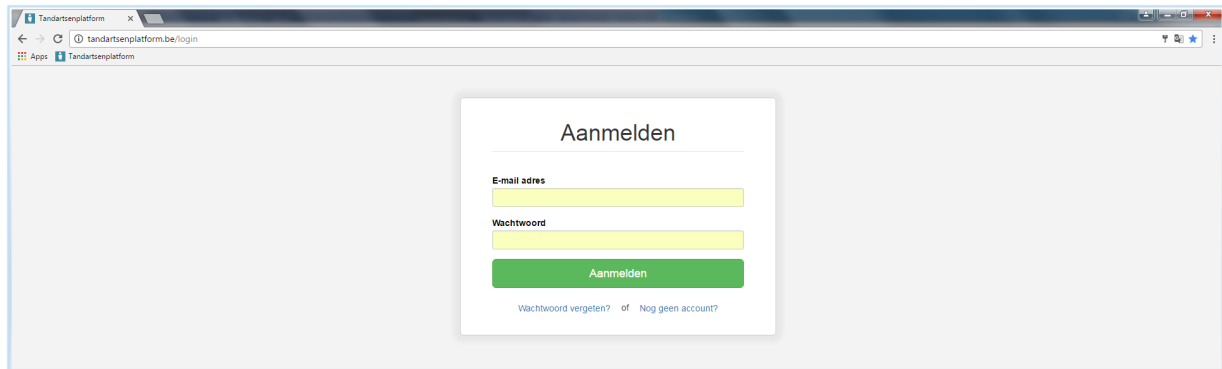 Tandartsenplatform
tandartsenplatform.be/login
Apps Tandartsenplatform
Aanmelden
E-mail adres
Wachtwoord
Aanmelden
Wachtwoord vergeten? of Nog geen account?